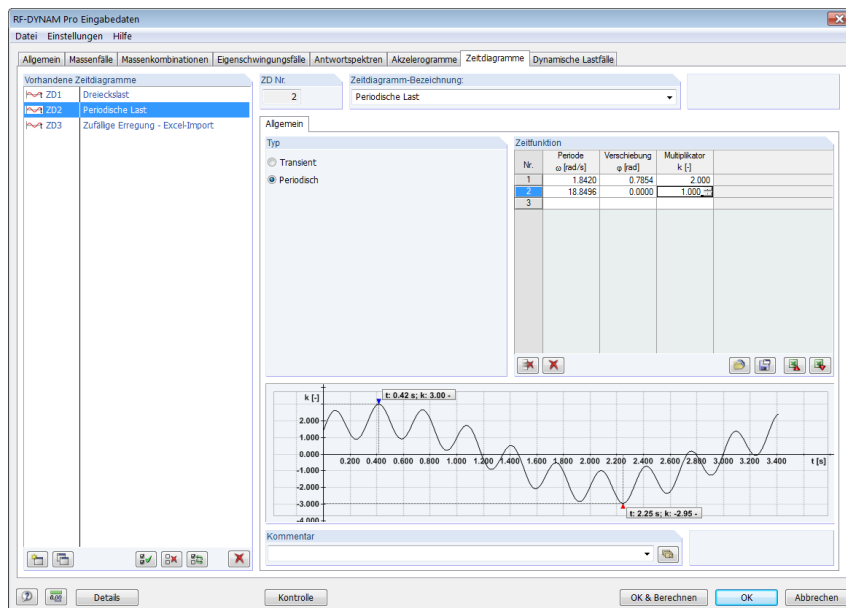 RF-DYNAM Pro Eingabedaten
Datei Einstellungen Hilfe
Allgemein Massenfälle Massenkombinationen Eigenschwingungsfälle Antwortspektren Akzelerogramme Zeitdiagramme Dynamische Lastfälle
Vorhandene Zeitdiagramme
ZD1 Dreieckslast
ZD2 Periodische Last
ZD3 Zufällige Erregung - Excel-Import
ZD Nr.
2
Zeitdiagramm-Bezeichnung:
Periodische Last
Allgemein
Typ
Transient
Periodisch
Zeitfunktion
Nr. Periode ω [rad/s] Verschiebung φ [rad] Multiplikator k [-]
1 1.8420 0.7854 2.000
2 18.8496 0.0000 1.000
3
k [-]
t: 0.42 s; k: 3.00 -
2.000
1.000
0.000
0.200 0.400 0.600 0.800 1.000 1.200 1.400 1.600 1.800 2.000 2.200 2.400 2.600 2.800 3.000 3.200 3.400 t [s]
-1.000
-2.000
-3.000
t: 2.25 s; k: -2.95 -
-4.000
Kommentar
Details
Kontrolle
OK & Berechnen
OK
Abbrechen